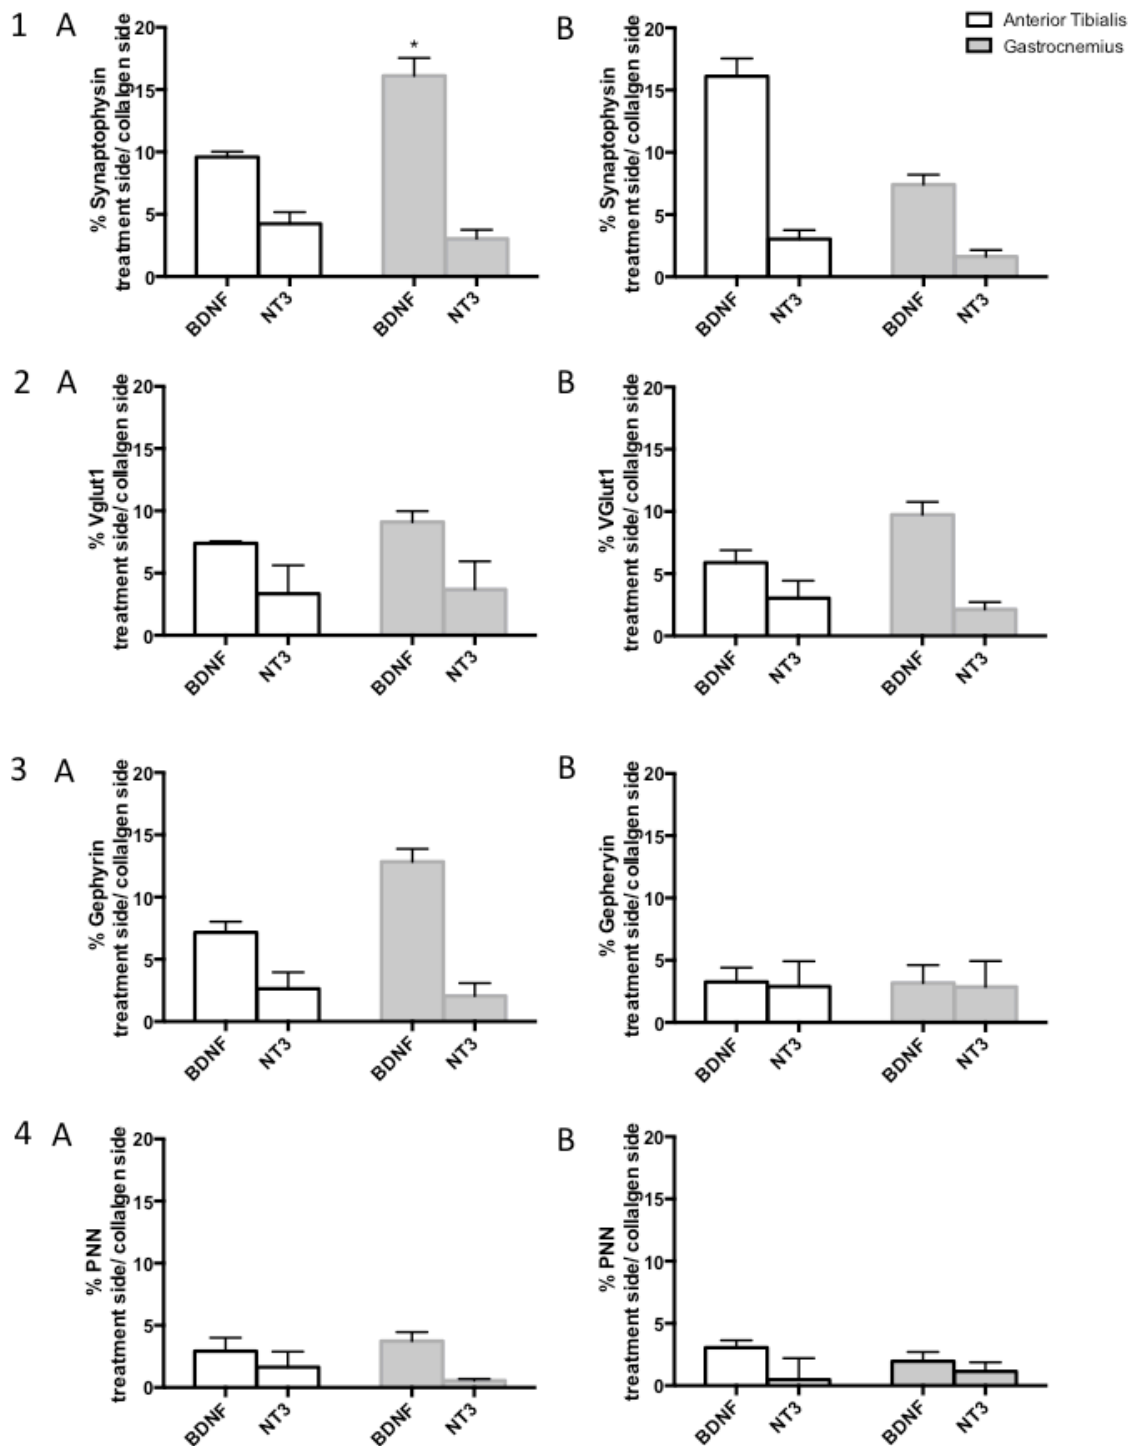 1 A
B
Anterior Tibialis
Gastrocnemius
% Synaptophysin
treatment side/ collalgen side
20
15
10
5
0
*
BDNF
NT3
BDNF
NT3
% Synaptophysin
treatment side/ collalgen side
20
15
10
5
0
BDNF
NT3
BDNF
NT3
2 A
% Vglut1
treatment side/ collalgen side
20
15
10
5
0
BDNF
NT3
BDNF
NT3
B
% VGlut1
treatment side/ collalgen side
20
15
10
5
0
BDNF
NT3
BDNF
NT3
3 A
% Gephyrin
treatment side/ collalgen side
20
15
10
5
0
BDNF
NT3
BDNF
NT3
B
% Gepheryin
treatment side/ collalgen side
20
15
10
5
0
BDNF
NT3
BDNF
NT3
4 A
% PNN
treatment side/ collalgen side
20
15
10
5
0
BDNF
NT3
BDNF
NT3
B
% PNN
treatment side/ collalgen side
20
15
10
5
0
BDNF
NT3
BDNF
NT3